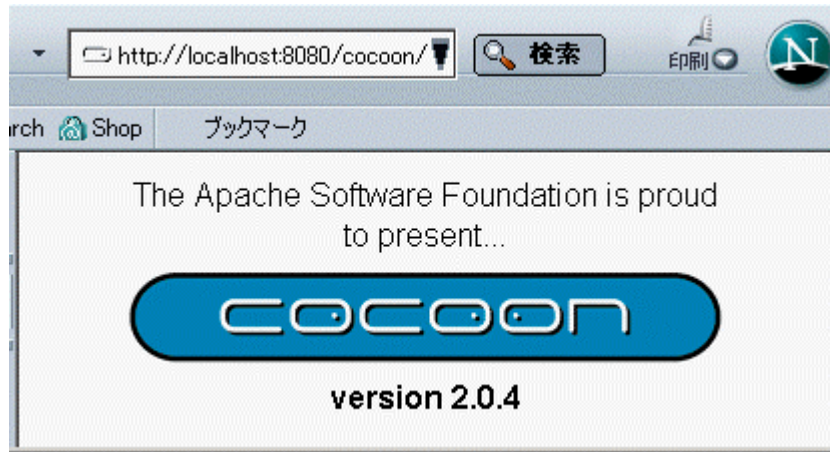 http://localhost:8080/cocoon/
検索
印刷
N
rch
Shop
ブックマーク
The Apache Software Foundation is proud
to present...
cocoon
version 2.0.4